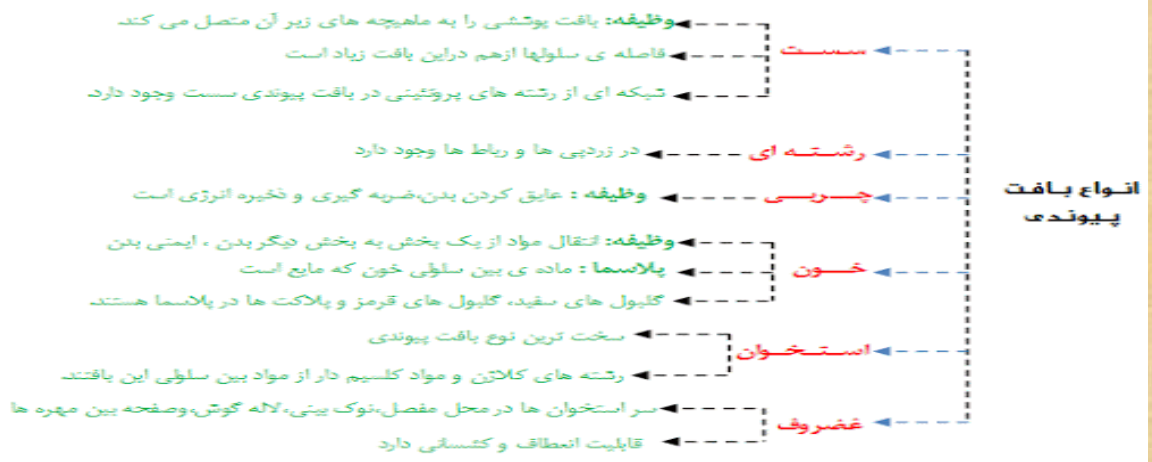 انواع بافت
پیوندی
سست
وظیفه: بافت پوششی را به ماهیچه های زیر آن متصل می کند.
فاصله ی سلولها ازهم دراین بافت زیاد است
شبکه ای از رشته های پروتئینی در بافت پیوندی سست وجود دارد.
رشته ای
در زردپی ها و رباط ها وجود دارد
چربی
وظیفه : عایق کردن بدن،ضربه گیری و ذخیره انرژی است
خون
وظیفه: انتقال مواد از یک بخش به بخش دیگر بدن ، ایمنی بدن
پلاسما : ماده ی بین سلولی خون که مایع است
گلبول های سفید، گلبول های قرمز و پلاکت ها در پلاسما هستند.
استخوان
سخت ترین نوع بافت پیوندی
رشته های کلاژن و مواد کلسیم دار از مواد بین سلولی این بافتند.
غضروف
سر استخوان ها در محل مفصل،نوک بینی،لاله گوش،وصفحه بین مهره ها
قابلیت انعطاف و کشسانی دارد